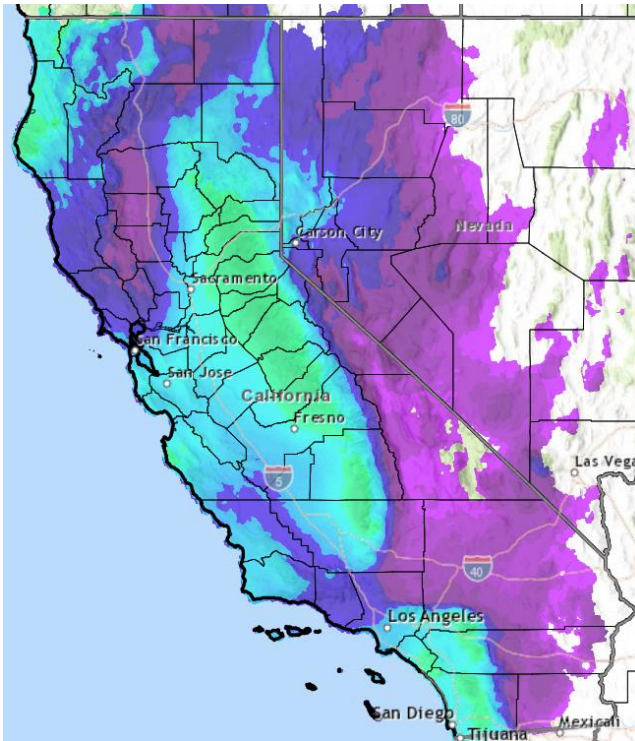 80
Nevada
Carson City
Sacramento
San Francisco
San Jose
California
Fresno
Las Vega
5
40
Los Angeles
San Diego
Mexicali
Tijuana